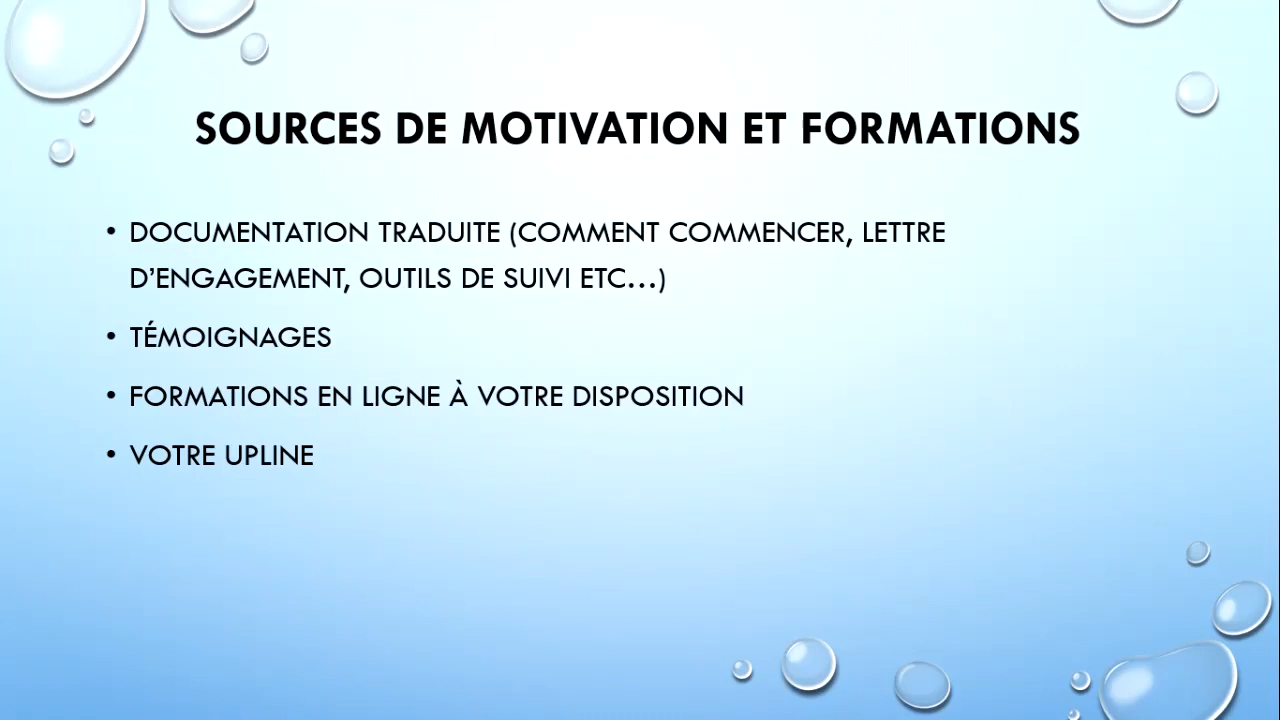 SOURCES DE MOTIVATION ET FORMATIONS
• DOCUMENTATION TRADUITE (COMMENT COMMENCER, LETTRE
D’ENGAGEMENT, OUTILS DE SUIVI ETC…)
• TÉMOIGNAGES
• FORMATIONS EN LIGNE À VOTRE DISPOSITION
• VOTRE UPLINE